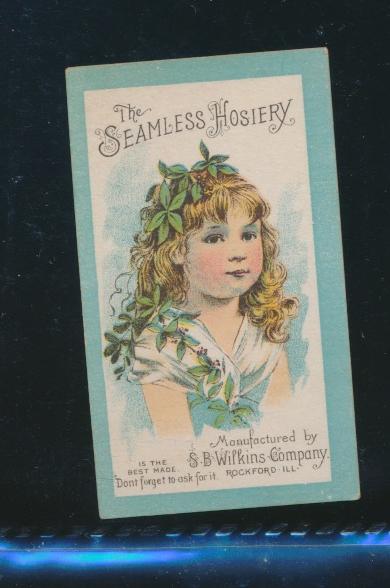 The
SEAMLESS HOSIERY
Manufactured by
IS THE
BEST MADE.
S.B. Wilkins Company.
Dont forget to ask for it. ROCKFORD ILL